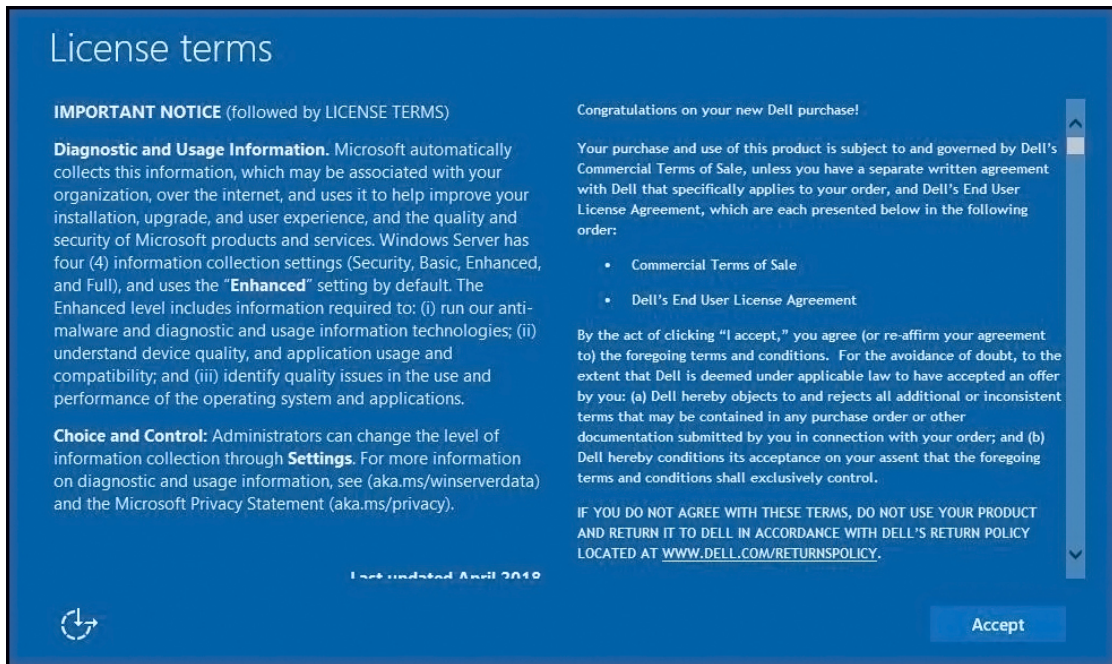 License terms
IMPORTANT NOTICE (followed by LICENSE TERMS)
Diagnostic and Usage Information. Microsoft automatically
collects this information, which may be associated with your
organization, over the internet, and uses it to help improve your
installation, upgrade, and user experience, and the quality and
security of Microsoft products and services. Windows Server has
four (4) information collection settings (Security, Basic, Enhanced,
and Full), and uses the “Enhanced” setting by default. The
Enhanced level includes information required to: (i) run our anti-
malware and diagnostic and usage information technologies; (ii)
understand device quality, and application usage and
compatibility; and (iii) identify quality issues in the use and
performance of the operating system and applications.
Choice and Control: Administrators can change the level of
information collection through Settings. For more information
on diagnostic and usage information, see (aka.ms/winserverdata)
and the Microsoft Privacy Statement (aka.ms/privacy).
Last updated April 2018
Congratulations on your new Dell purchase!
Your purchase and use of this product is subject to and governed by Dell’s
Commercial Terms of Sale, unless you have a separate written agreement
with Dell that specifically applies to your order, and Dell’s End User
License Agreement, which are each presented below in the following
order:
• Commercial Terms of Sale
• Dell’s End User License Agreement
By the act of clicking “I accept,” you agree (or re-affirm your agreement
to) the foregoing terms and conditions. For the avoidance of doubt, to the
extent that Dell is deemed under applicable law to have accepted an offer
by you: (a) Dell hereby objects to and rejects all additional or inconsistent
terms that may be contained in any purchase order or other
documentation submitted by you in connection with your order; and (b)
Dell hereby conditions its acceptance on your assent that the foregoing
terms and conditions shall exclusively control.
IF YOU DO NOT AGREE WITH THESE TERMS, DO NOT USE YOUR PRODUCT
AND RETURN IT TO DELL IN ACCORDANCE WITH DELL’S RETURN POLICY
LOCATED AT WWW.DELL.COM/RETURNSPOLICY.
Accept